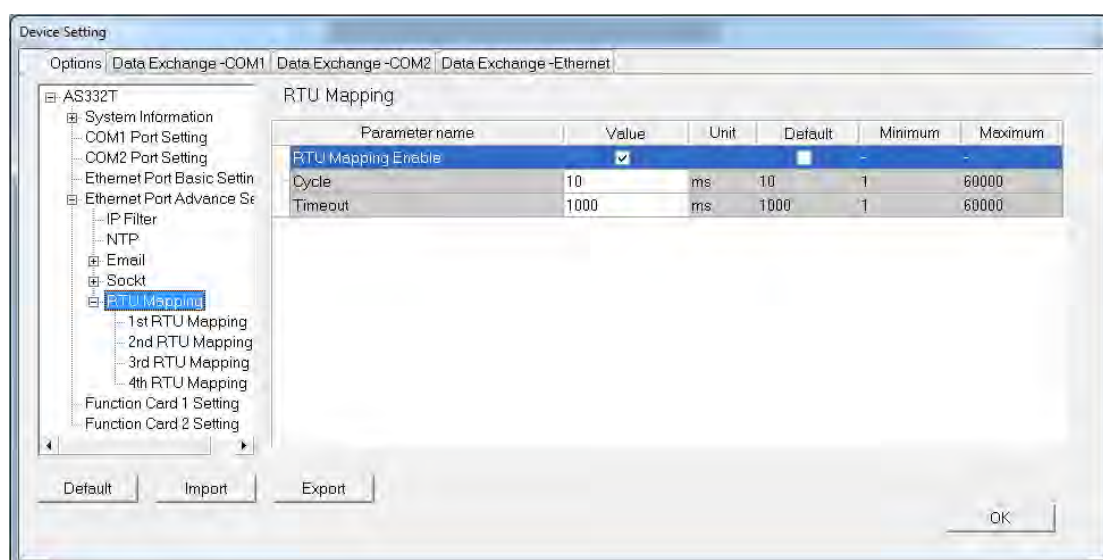 Device Setting
Options Data Exchange -COM1 Data Exchange -COM2 Data Exchange -Ethernet
AS332T
System Information
COM1 Port Setting
COM2 Port Setting
Ethernet Port Basic Settin
Ethernet Port Advance Se
IP Filter
NTP
Email
Sockt
RTU Mapping
1st RTU Mapping
2nd RTU Mapping
3rd RTU Mapping
4th RTU Mapping
Function Card 1 Setting
Function Card 2 Setting
RTU Mapping
Parameter name Value Unit Default Minimum Maximum
RTU Mapping Enable - -
Cycle 10 ms 10 1 60000
Timeout 1000 ms 1000 1 60000
Default Import Export
OK